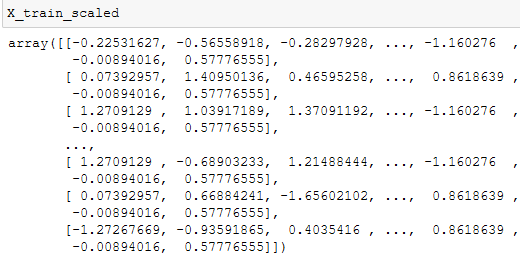 X_train_scaled
array([[-0.22531627, -0.56558918, -0.28297928, ..., -1.160276  ,
        -0.00894016,  0.57776555],
       [ 0.07392957,  1.40950136,  0.46595258, ...,  0.8618639 ,
        -0.00894016,  0.57776555],
       [ 1.2709129 ,  1.03917189,  1.37091192, ..., -1.160276  ,
        -0.00894016,  0.57776555],
       ...,
       [ 1.2709129 , -0.68903233,  1.21488444, ..., -1.160276  ,
        -0.00894016,  0.57776555],
       [ 0.07392957,  0.66884241, -1.65602102, ...,  0.8618639 ,
        -0.00894016,  0.57776555],
       [-1.27267669, -0.93591865,  0.4035416 , ...,  0.8618639 ,
        -0.00894016,  0.57776555]])